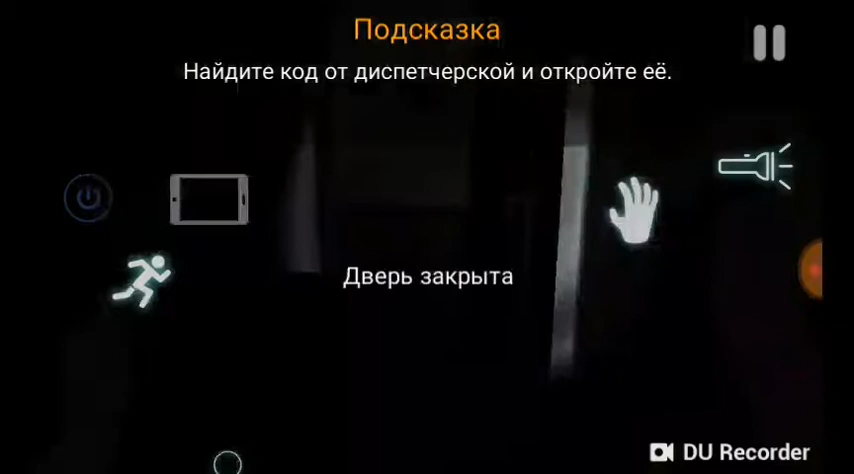 Подсказка
Найдите код от диспетчерской и откройте её.
Дверь закрыта
DU Recorder